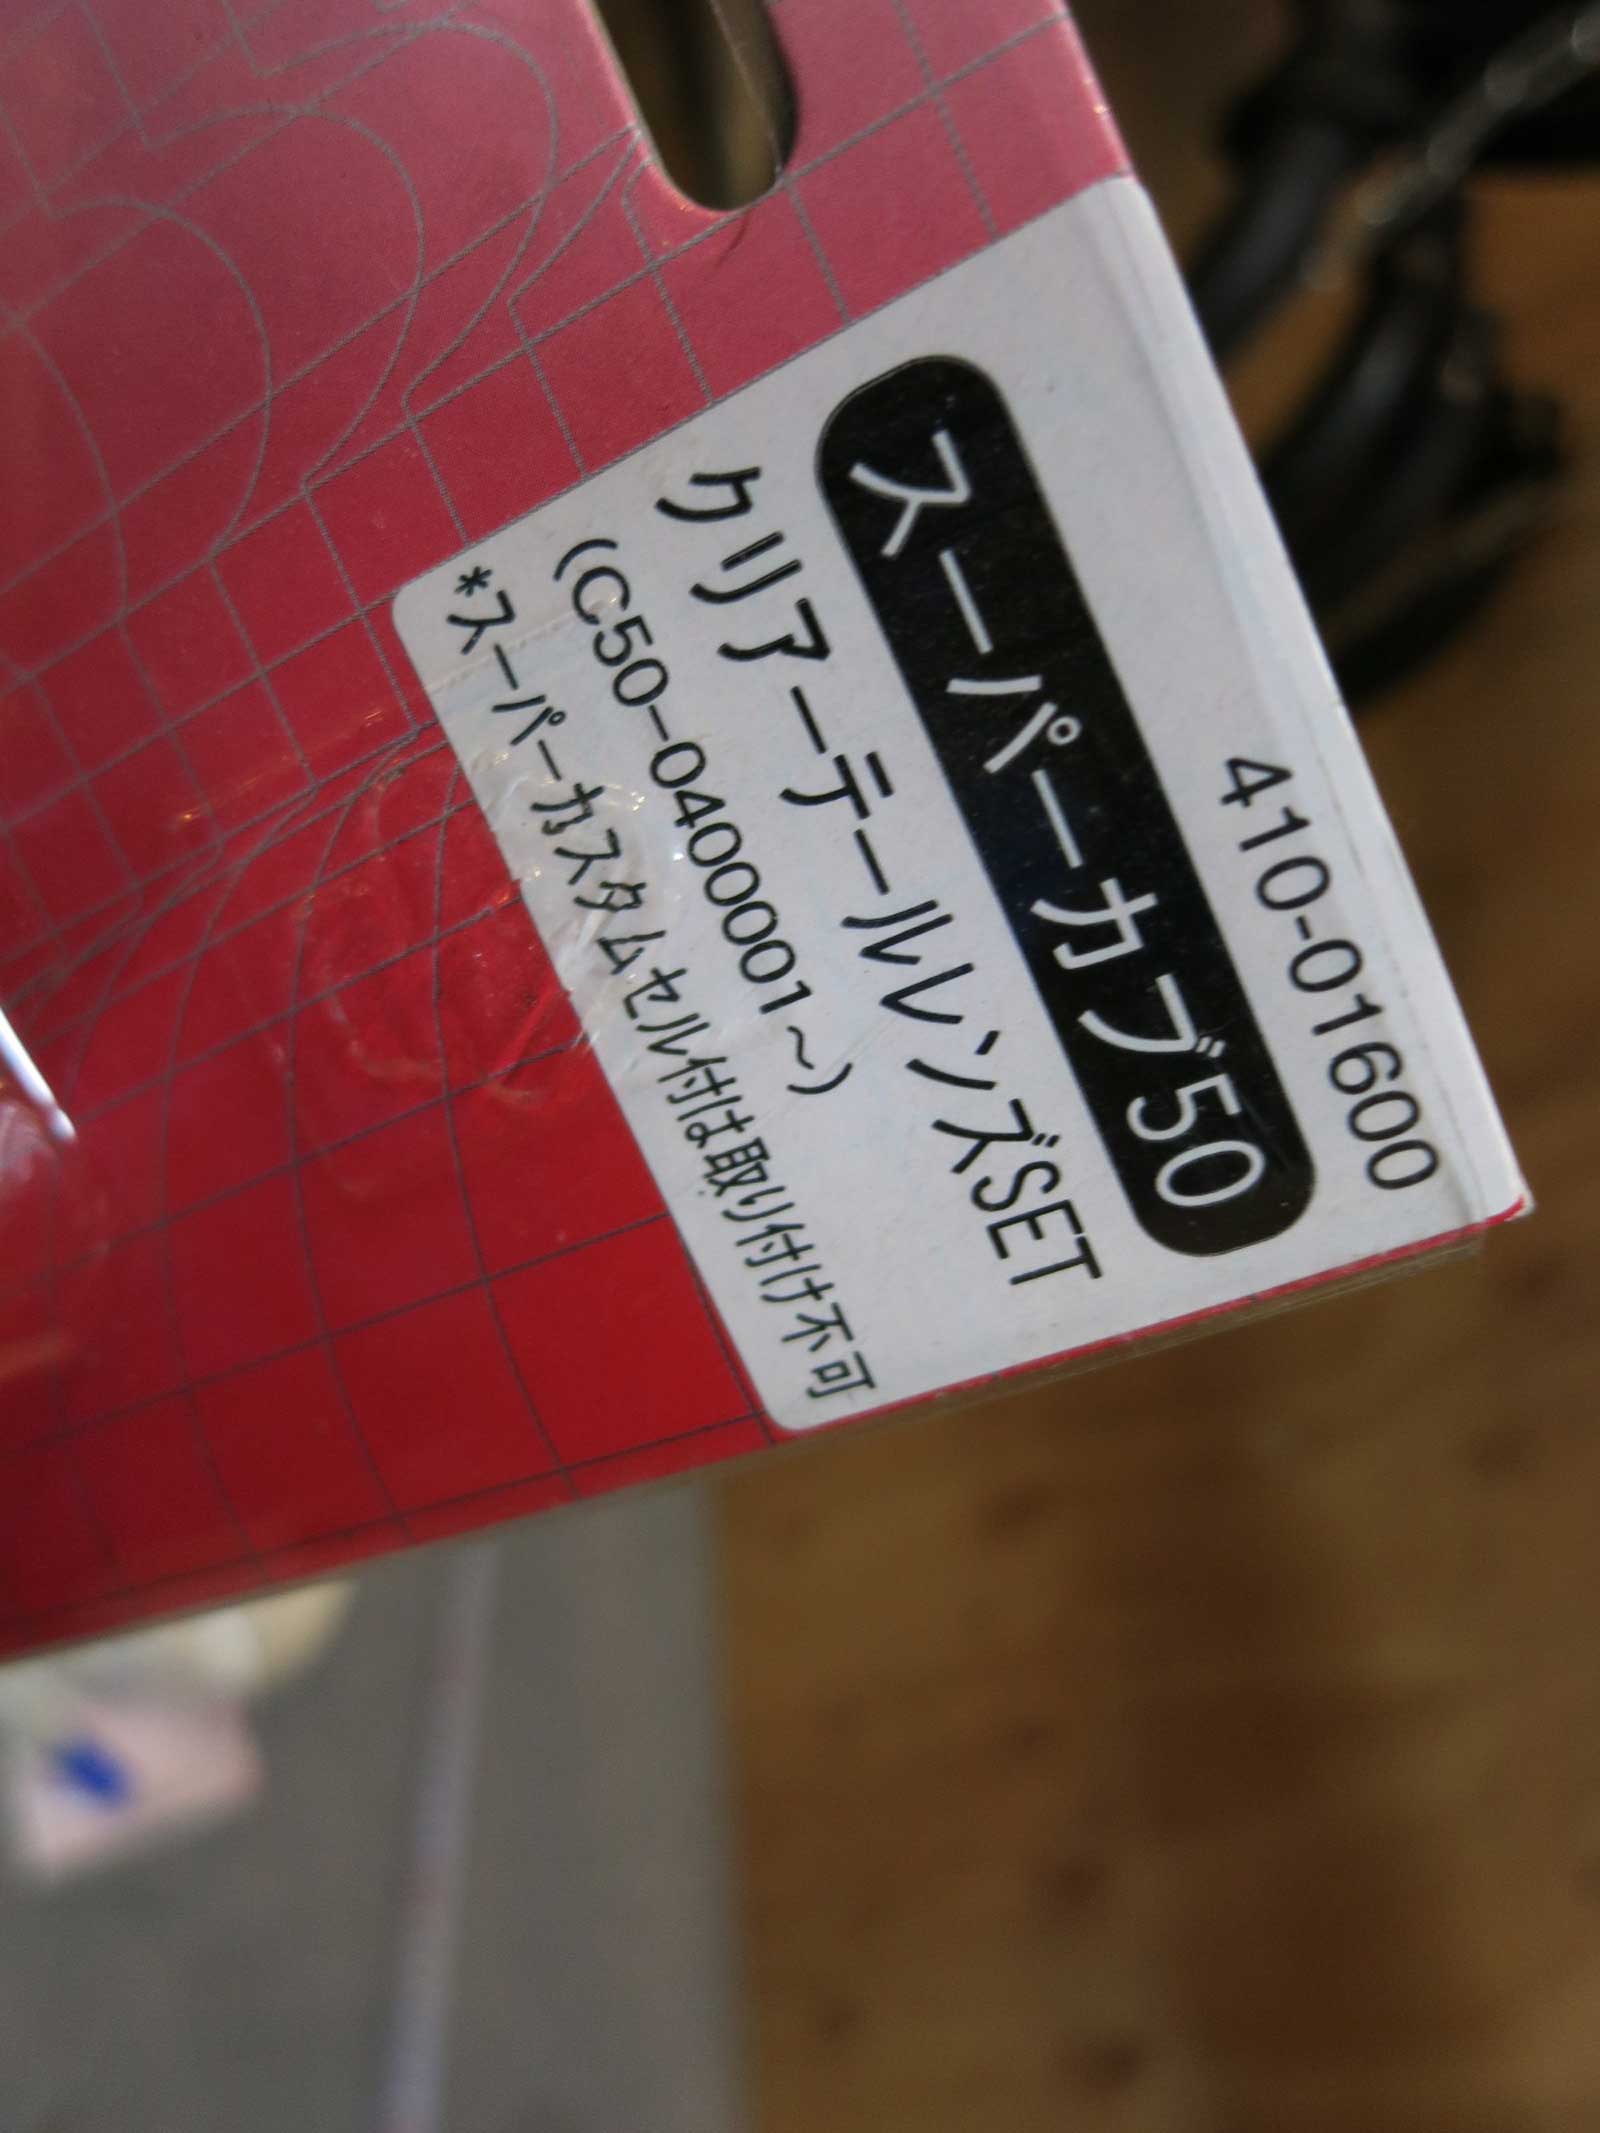 410-01600
スーパーカブ50
クリアーテールレンズSET
(C50-0400001～)
*スーパーカスタムセル付は取り付け不可